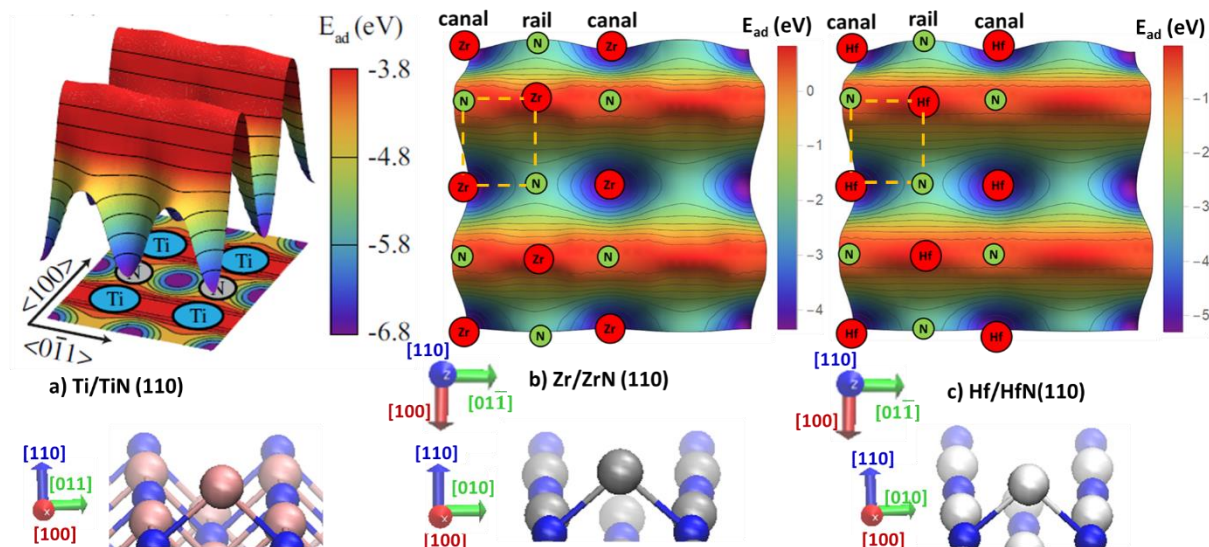 E_ad (eV)
-3.8
-4.8
-5.8
-6.8
Ti
Ti
N
N
Ti
Ti
<100>
<01̅1>
a) Ti/TiN (110)
[110]
[011]
x
[100]
canal rail canal
E_ad (eV)
Zr N Zr
N Zr N
Zr N Zr
N Zr N
Zr N Zr
0
-1
-2
-3
-4
[110]
Z
[011̅]
[100]
b) Zr/ZrN (110)
[110]
[010]
x
[100]
canal rail canal
E_ad (eV)
Hf N Hf
N Hf N
Hf N Hf
N Hf N
Hf N Hf
-1
-2
-3
-4
-5
[110]
Z
[011̅]
[100]
c) Hf/HfN(110)
[110]
[010]
x
[100]